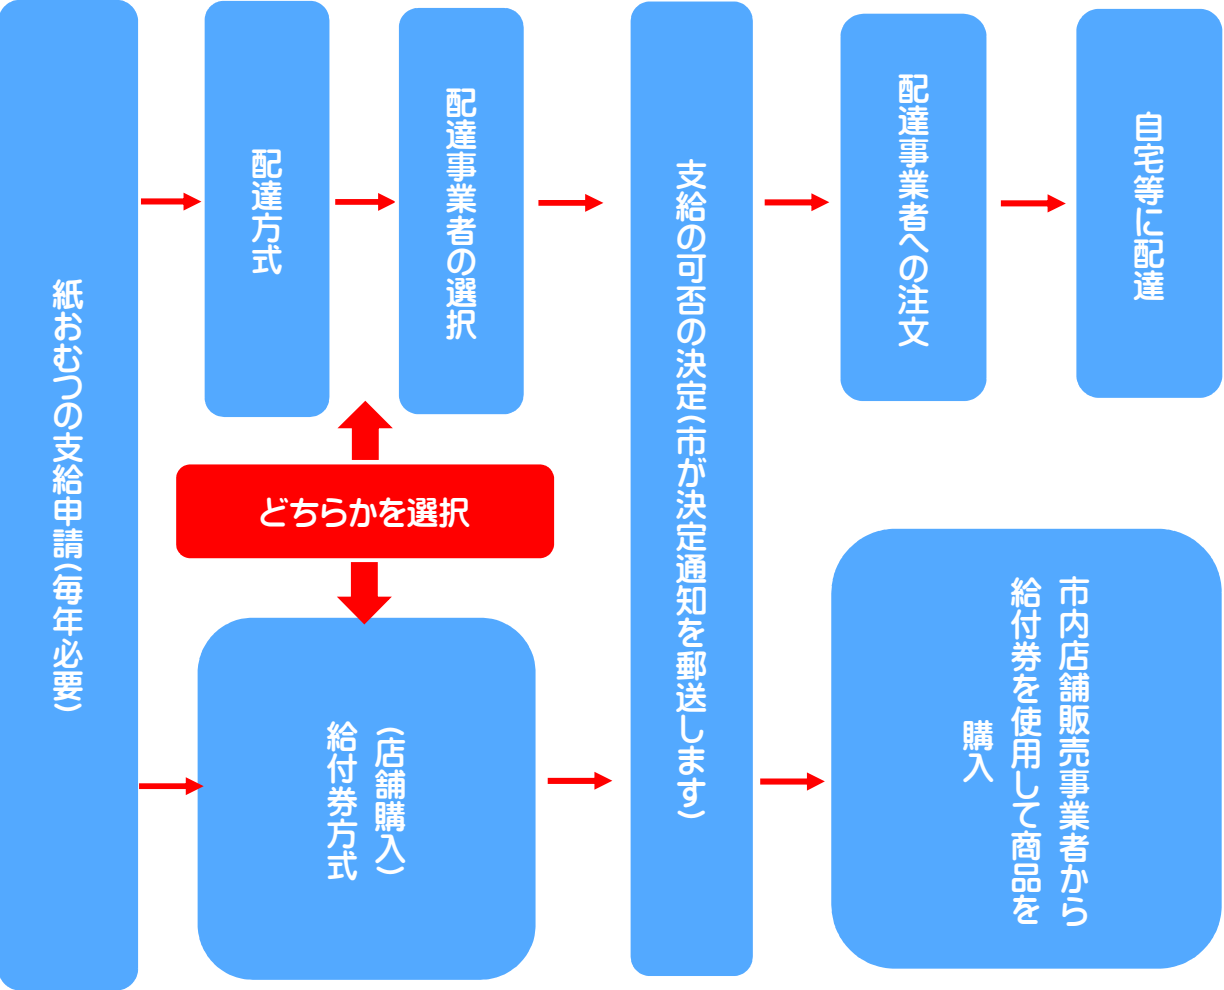 紙おむつの支給申請(毎年必要)
配達方式
配達事業者の選択
どちらかを選択
(店舗購入)
給付券方式
支給の可否の決定(市が決定通知を郵送します)
配達事業者への注文
自宅等に配達
市内店舗販売事業者から
給付券を使用して商品を
購入